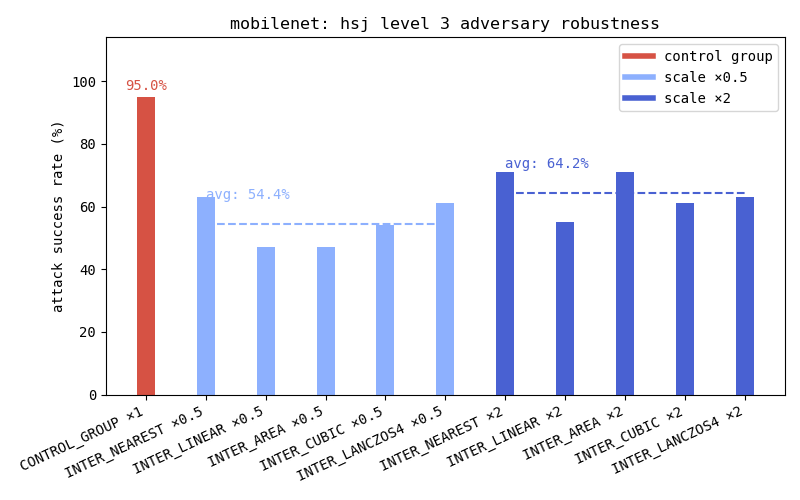 mobilenet: hsj level 3 adversary robustness
control group
scale ×0.5
scale ×2
95.0%
avg: 54.4%
avg: 64.2%
attack success rate (%)
100
80
60
40
20
0
CONTROL_GROUP ×1
INTER_NEAREST ×0.5
INTER_LINEAR ×0.5
INTER_AREA ×0.5
INTER_CUBIC ×0.5
INTER_LANCZOS4 ×0.5
INTER_NEAREST ×2
INTER_LINEAR ×2
INTER_AREA ×2
INTER_CUBIC ×2
INTER_LANCZOS4 ×2